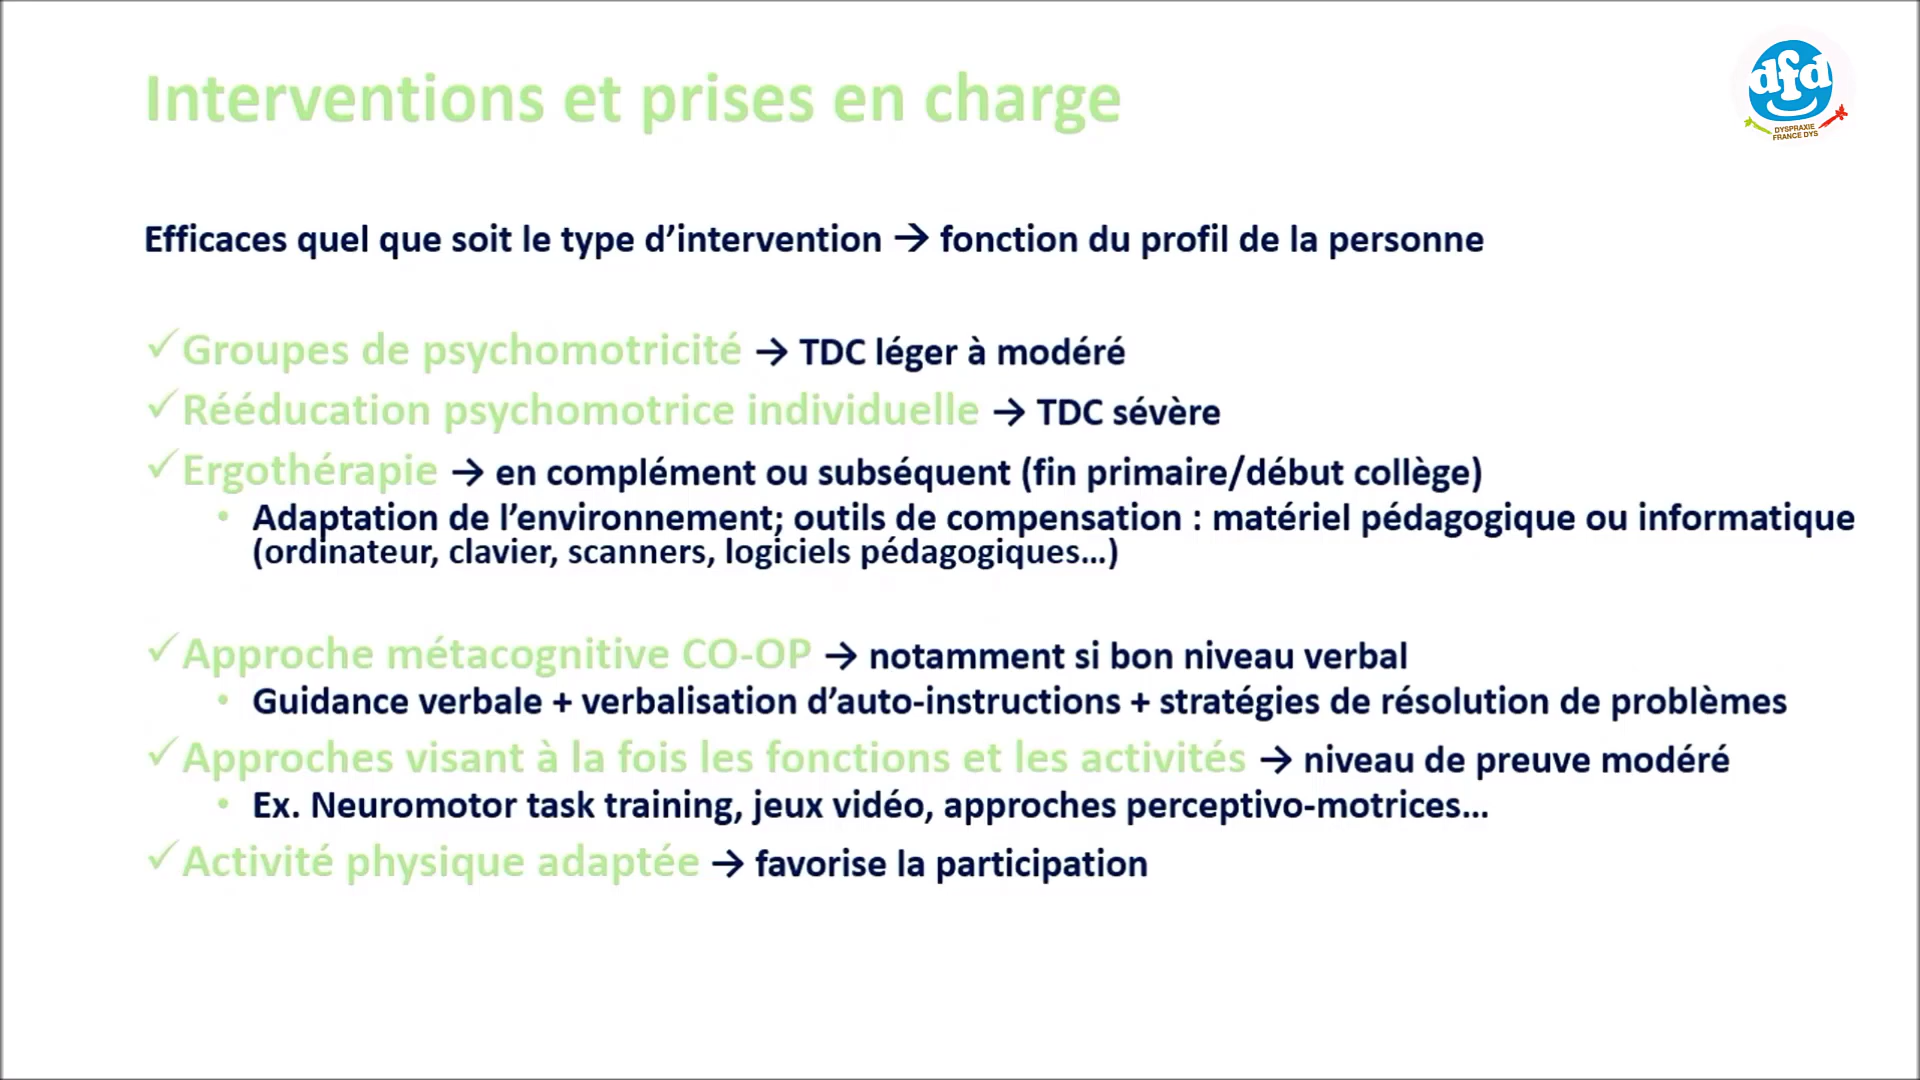 Interventions et prises en charge
dfd
DYSPRAXIE
FRANCE DYS
Efficaces quel que soit le type d’intervention → fonction du profil de la personne
✓Groupes de psychomotricité → TDC léger à modéré
✓Rééducation psychomotrice individuelle → TDC sévère
✓Ergothérapie → en complément ou subséquent (fin primaire/début collège)
• Adaptation de l’environnement; outils de compensation : matériel pédagogique ou informatique
(ordinateur, clavier, scanners, logiciels pédagogiques…)
✓Approche métacognitive CO-OP → notamment si bon niveau verbal
• Guidance verbale + verbalisation d’auto-instructions + stratégies de résolution de problèmes
✓Approches visant à la fois les fonctions et les activités → niveau de preuve modéré
• Ex. Neuromotor task training, jeux vidéo, approches perceptivo-motrices…
✓Activité physique adaptée → favorise la participation